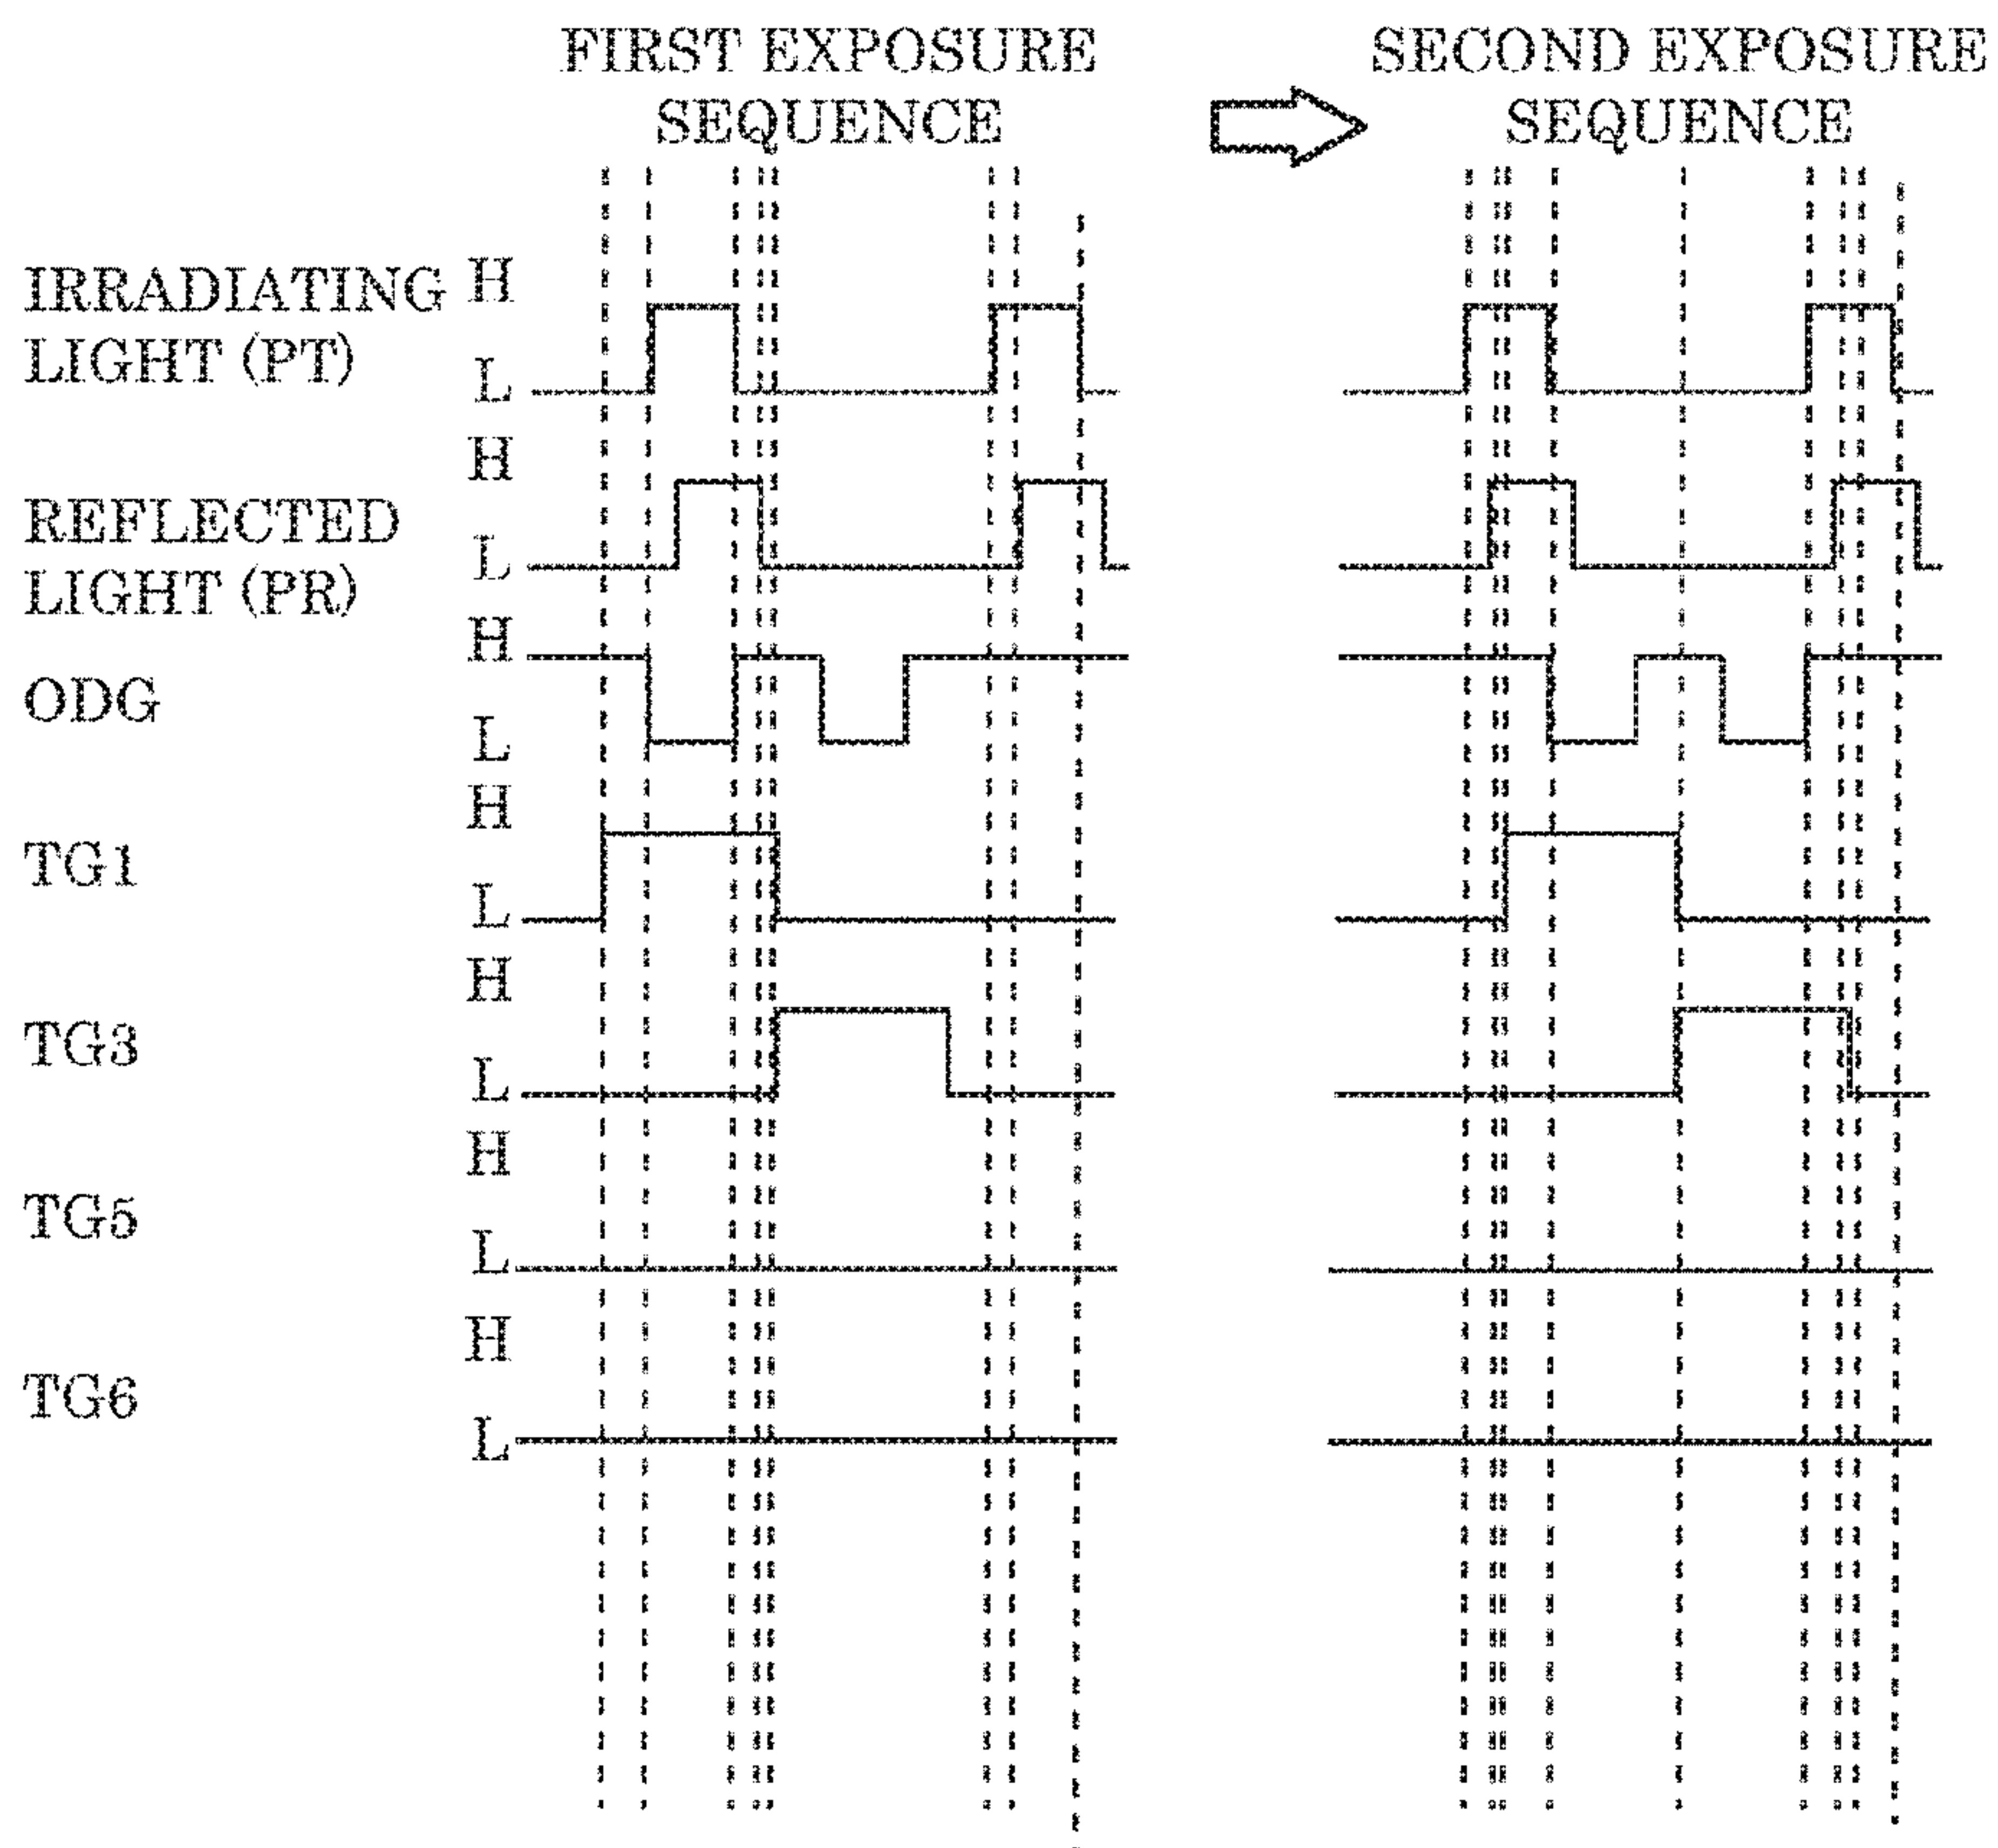 FIRST EXPOSURE
SEQUENCE
SECOND EXPOSURE
SEQUENCE
IRRADIATING
LIGHT (PT)
H
L
REFLECTED
LIGHT (PR)
H
L
ODG
H
L
TG1
H
L
TG3
H
L
TG5
H
L
TG6
H
L